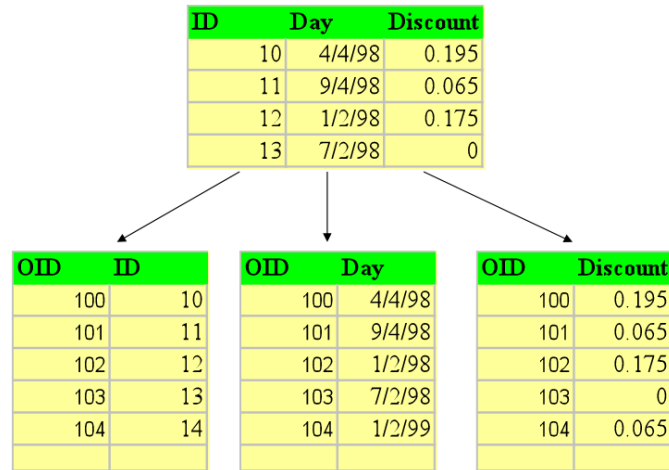 ID Day Discount
10 4/4/98 0.195
11 9/4/98 0.065
12 1/2/98 0.175
13 7/2/98 0
OID ID
100 10
101 11
102 12
103 13
104 14
OID Day
100 4/4/98
101 9/4/98
102 1/2/98
103 7/2/98
104 1/2/99
OID Discount
100 0.195
101 0.065
102 0.175
103 0
104 0.065